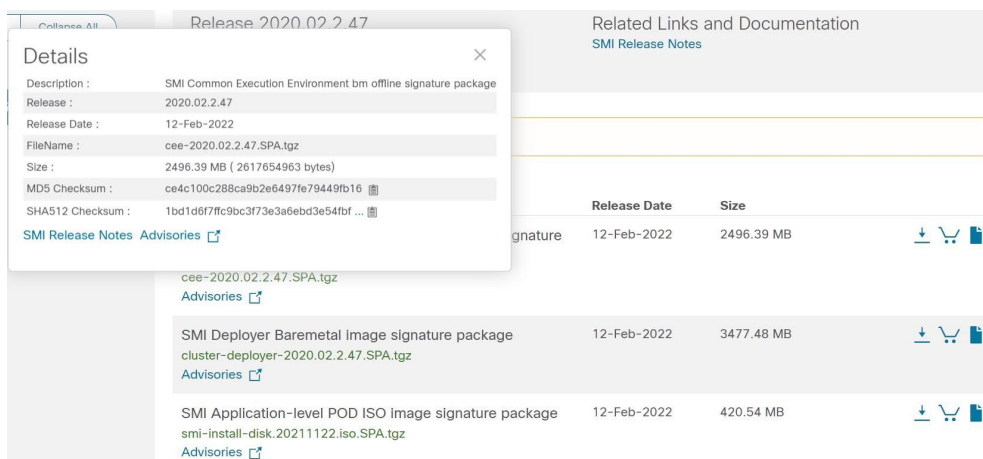 Collapse All
Release 2020.02.2.47
Related Links and Documentation
SMI Release Notes
Details
Description : SMI Common Execution Environment bm offline signature package
Release : 2020.02.2.47
Release Date : 12-Feb-2022
FileName : cee-2020.02.2.47.SPA.tgz
Size : 2496.39 MB ( 2617654963 bytes)
MD5 Checksum : ce4c100c288ca9b2e6497fe79449fb16
SHA512 Checksum : 1bd1d6f7ffc9bc3f73e3a6ebd3e54fbf ...
SMI Release Notes Advisories
Release Date Size
gnature 12-Feb-2022 2496.39 MB
cee-2020.02.2.47.SPA.tgz
Advisories
SMI Deployer Baremetal image signature package 12-Feb-2022 3477.48 MB
cluster-deployer-2020.02.2.47.SPA.tgz
Advisories
SMI Application-level POD ISO image signature package 12-Feb-2022 420.54 MB
smi-install-disk.20211122.iso.SPA.tgz
Advisories